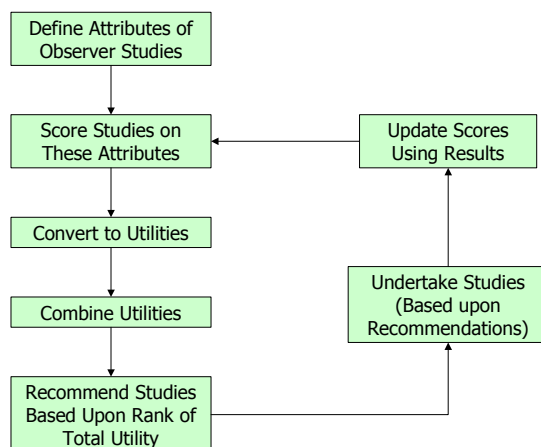 Define Attributes of
Observer Studies
Score Studies on
These Attributes
Update Scores
Using Results
Convert to Utilities
Undertake Studies
(Based upon
Recommendations)
Combine Utilities
Recommend Studies
Based Upon Rank of
Total Utility